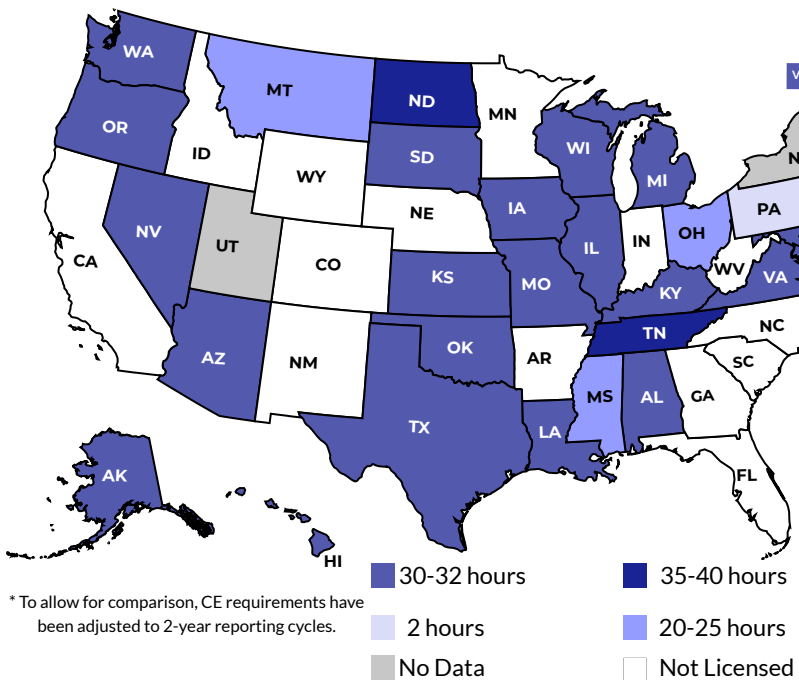 WA
MT
ND
MN
V
OR
ID
SD
WI
MI
N
WY
IA
PA
NE
NV
UT
IL
IN
OH
CA
CO
KS
MO
WV
VA
KY
NC
TN
AZ
OK
AR
SC
NM
MS
AL
GA
TX
LA
AK
FL
HI
30-32 hours
35-40 hours
* To allow for comparison, CE requirements have
been adjusted to 2-year reporting cycles.
2 hours
20-25 hours
No Data
Not Licensed